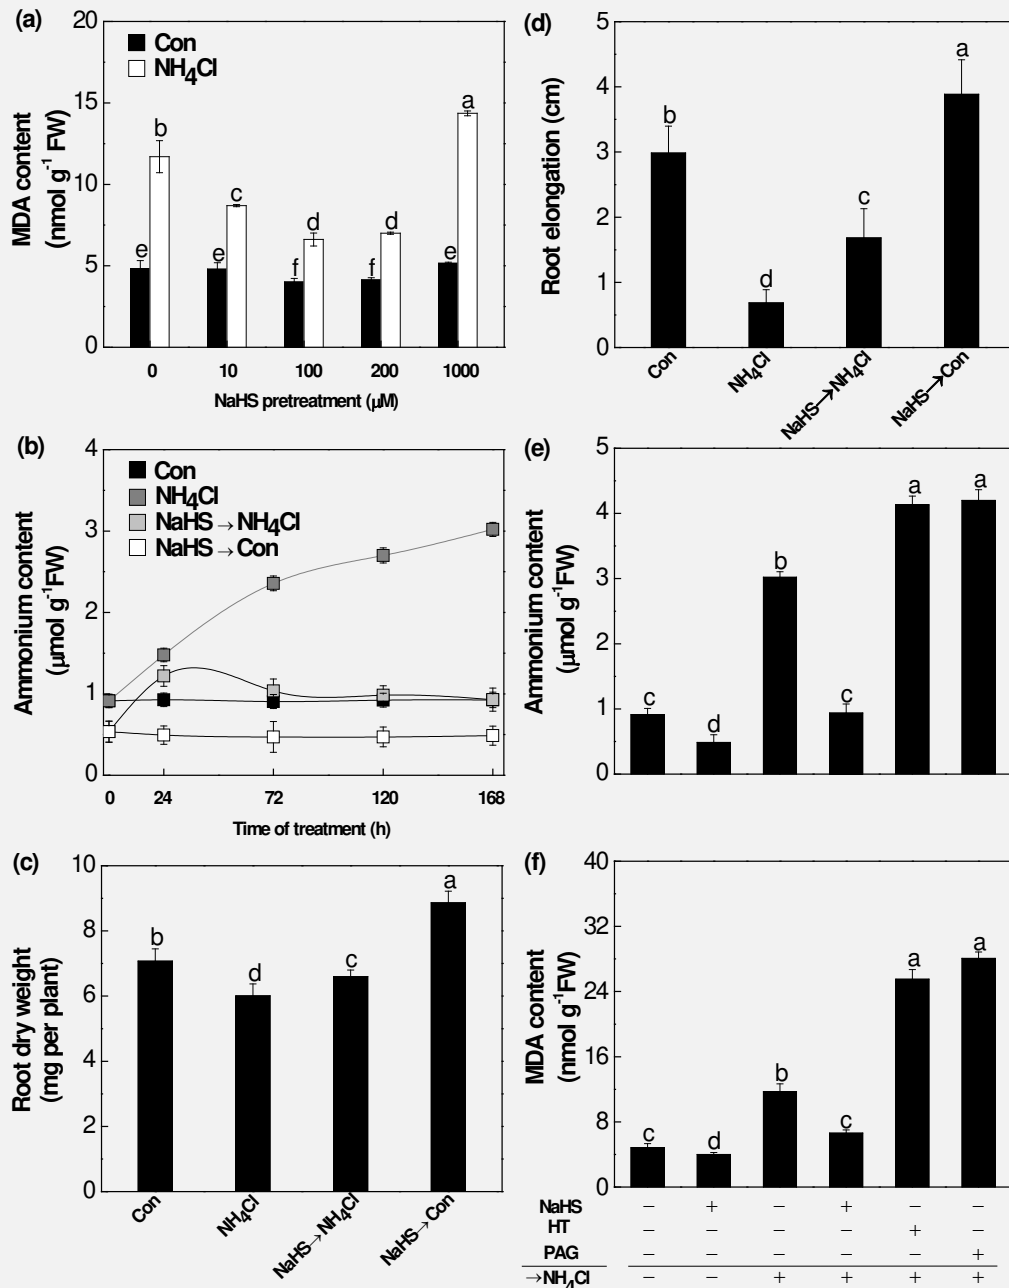 (a)
20
15
10
5
0
MDA content
(nmol g⁻¹ FW)
Con
NH₄Cl
e b e c f d f d e a
0 10 100 200 1000
NaHS pretreatment (µM)
(b)
4
3
2
1
0
Ammonium content
(µmol g⁻¹FW)
Con
NH₄Cl
NaHS→NH₄Cl
NaHS→Con
0 24 72 120 168
Time of treatment (h)
(c)
10
8
6
4
2
0
Root dry weight
(mg per plant)
b d c a
Con NH₄Cl NaHS→NH₄Cl NaHS→Con
(d)
5
4
3
2
1
0
Root elongation (cm)
b d c a
Con NH₄Cl NaHS→NH₄Cl NaHS→Con
(e)
5
4
3
2
1
0
Ammonium content
(µmol g⁻¹FW)
c d b c a a
(f)
40
32
24
16
8
0
MDA content
(nmol g⁻¹FW)
c d b c a a
NaHS − + − + − −
HT − − − − + −
PAG − − − − − +
→NH₄Cl − − + + + +